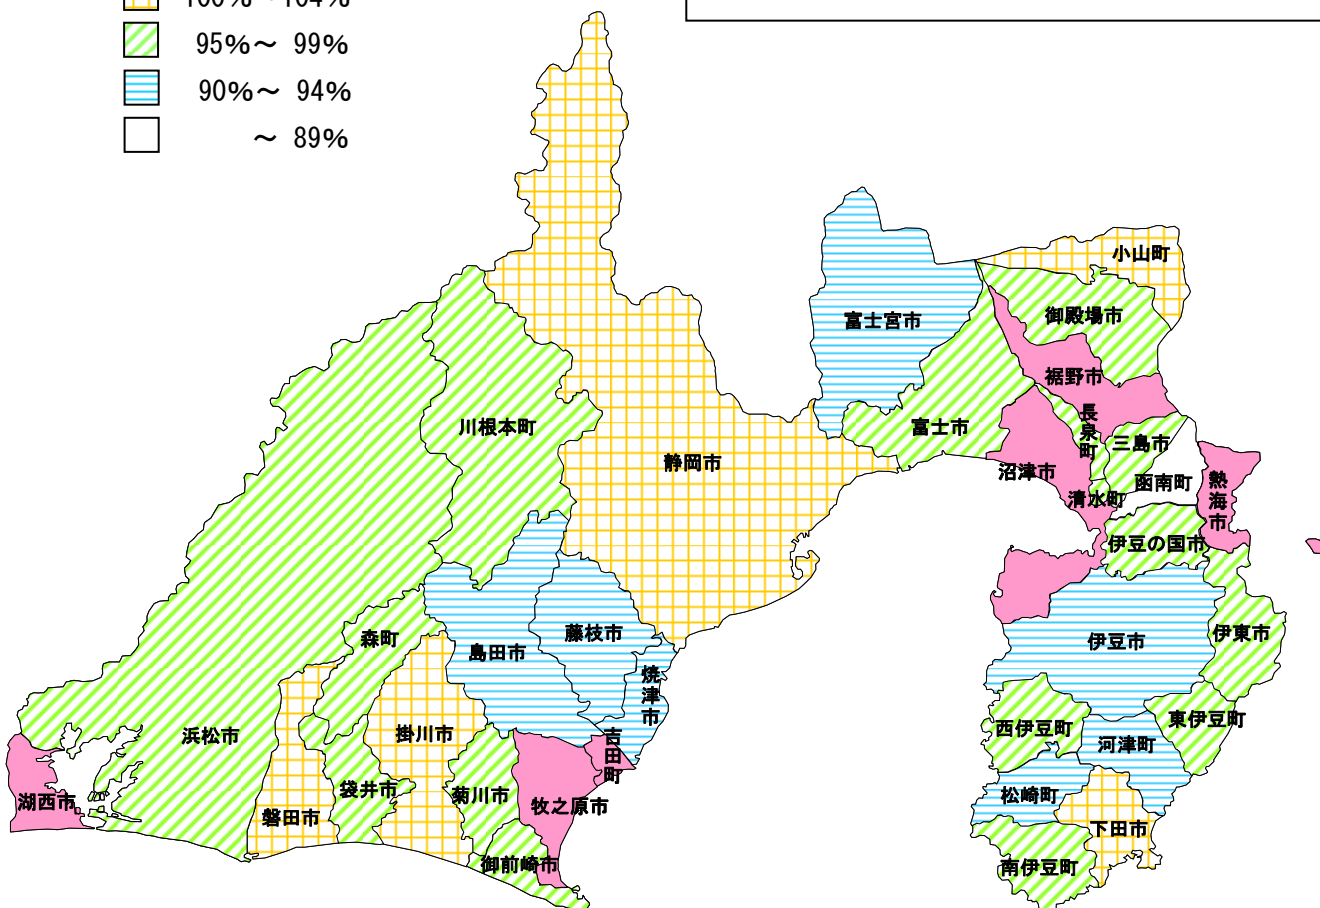 100%～104%
95%～ 99%
90%～ 94%
～ 89%
小山町
御殿場市
富士宮市
裾野市
長泉町
富士市
三島市
川根本町
静岡市
沼津市
函南町
熱海市
清水町
伊豆の国市
藤枝市
伊東市
森町
伊豆市
島田市
焼津市
東伊豆町
西伊豆町
浜松市
掛川市
河津町
吉田町
袋井市
菊川市
松崎町
湖西市
牧之原市
磐田市
下田市
御前崎市
南伊豆町